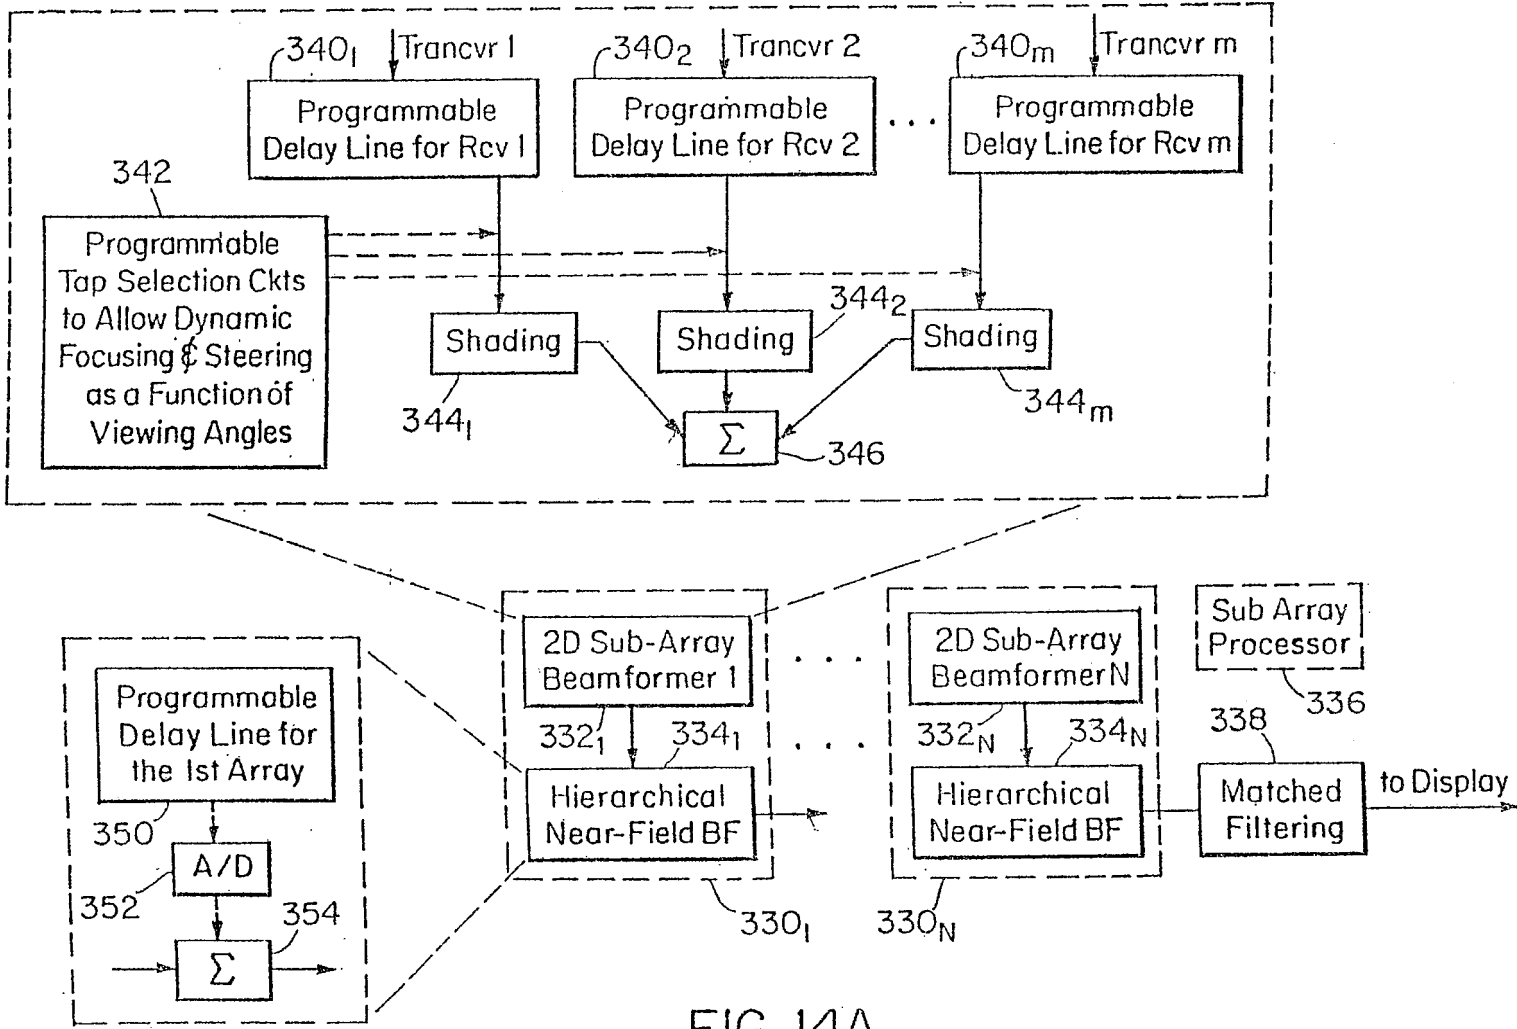 340₁ Trancvr 1 340₂ Trancvr 2 340m Trancvr m
Programmable
Delay Line for Rcv 1
Programmable
Delay Line for Rcv 2
. . .
Programmable
Delay Line for Rcv m
342
Programmable
Tap Selection Ckts
to Allow Dynamic
Focusing & Steering
as a Function of
Viewing Angles
Shading
344₁
Shading
344₂
Shading
344m
Σ
346
2D Sub-Array
Beamformer 1
332₁
334₁
Hierarchical
Near-Field BF
330₁
. . .
. . .
2D Sub-Array
Beamformer N
332N
334N
Hierarchical
Near-Field BF
330N
Sub Array
Processor
336
338
Matched
Filtering
to Display
Programmable
Delay Line for
the 1st Array
350
A/D
352
354
Σ
FIG. 14A